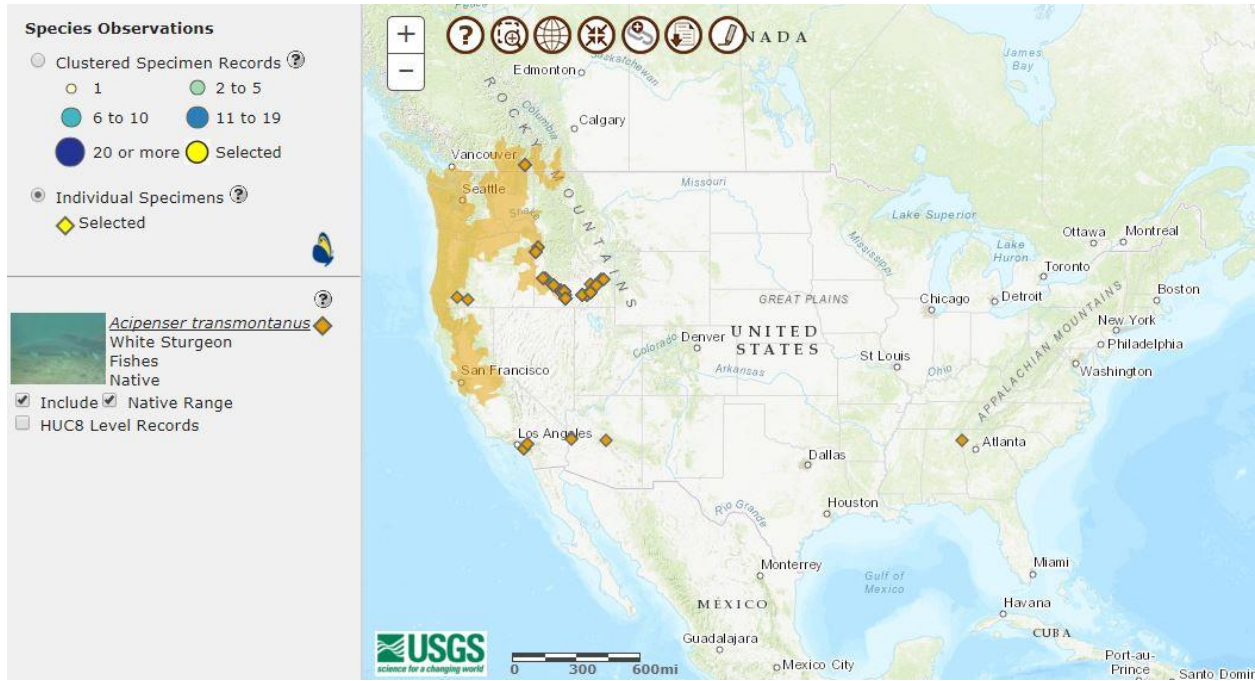 Species Observations
Clustered Specimen Records ?
1
2 to 5
6 to 10
11 to 19
20 or more
Selected
Individual Specimens ?
Selected
?
Acipenser transmontanus
White Sturgeon
Fishes
Native
Include
Native Range
HUC8 Level Records
+
−
?
NADA
James
Bay
Edmonton
Saskatchewan
ROCKY MOUNTAINS
Columbia
Calgary
Vancouver
Missouri
Seattle
Snake
Lake Superior
Ottawa
Montreal
Mississippi
Lake
Huron
Toronto
GREAT PLAINS
Chicago
Detroit
Boston
New York
Colorado
Denver
UNITED
STATES
St Louis
Ohio
Philadelphia
Washington
APPALACHIAN MOUNTAINS
San Francisco
Arkansas
Los Angeles
Atlanta
Dallas
Rio Grande
Houston
Monterrey
Gulf of
Mexico
Miami
MÉXICO
Havana
CUBA
Guadalajara
Mexico City
Port-au-
Prince
Santo Domin
USGS
science for a changing world
0
300
600mi